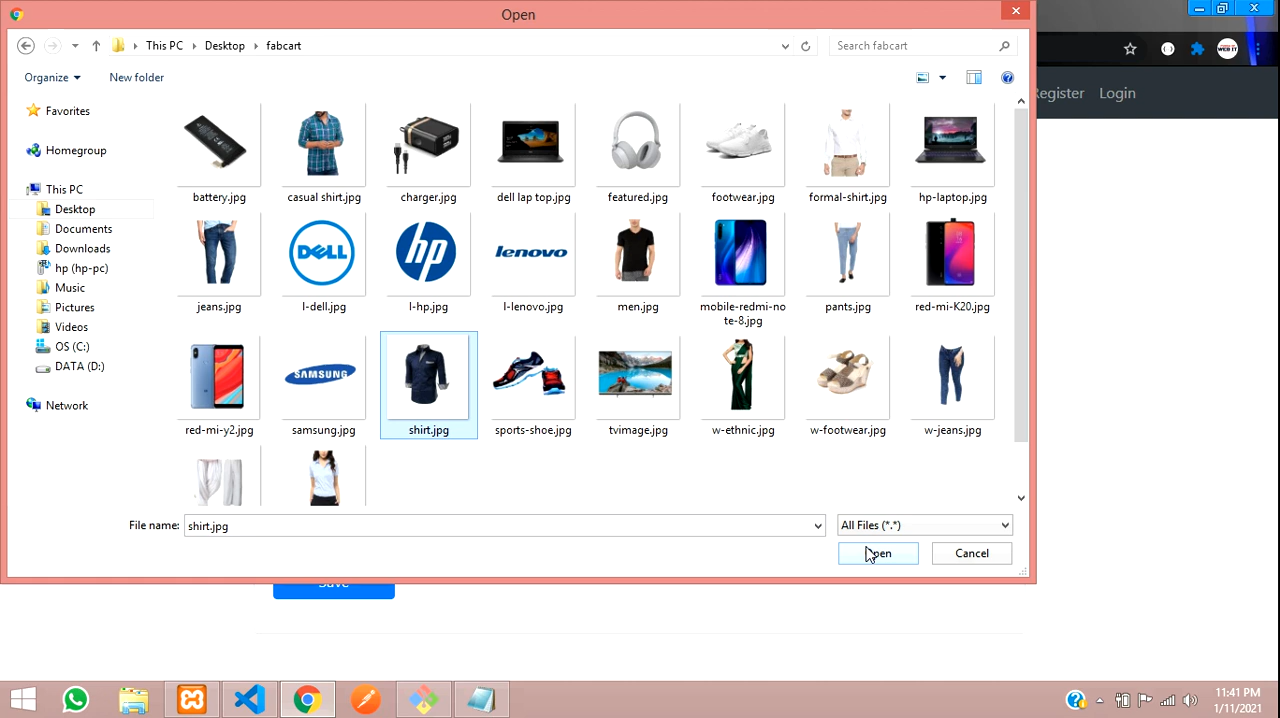 Open
This PC
Desktop
fabcart
Search fabcart
Organize
New folder
Register
Login
Favorites
Homegroup
This PC
Desktop
Documents
Downloads
hp (hp-pc)
Music
Pictures
Videos
OS (C:)
DATA (D:)
Network
battery.jpg
casual shirt.jpg
charger.jpg
dell lap top.jpg
featured.jpg
footwear.jpg
formal-shirt.jpg
hp-laptop.jpg
DELL
hp
lenovo
jeans.jpg
l-dell.jpg
l-hp.jpg
l-lenovo.jpg
men.jpg
mobile-redmi-no
te-8.jpg
pants.jpg
red-mi-K20.jpg
SAMSUNG
red-mi-y2.jpg
samsung.jpg
shirt.jpg
sports-shoe.jpg
tvimage.jpg
w-ethnic.jpg
w-footwear.jpg
w-jeans.jpg
File name:
shirt.jpg
All Files (*.*)
Open
Cancel
Save
11:41 PM
1/11/2021